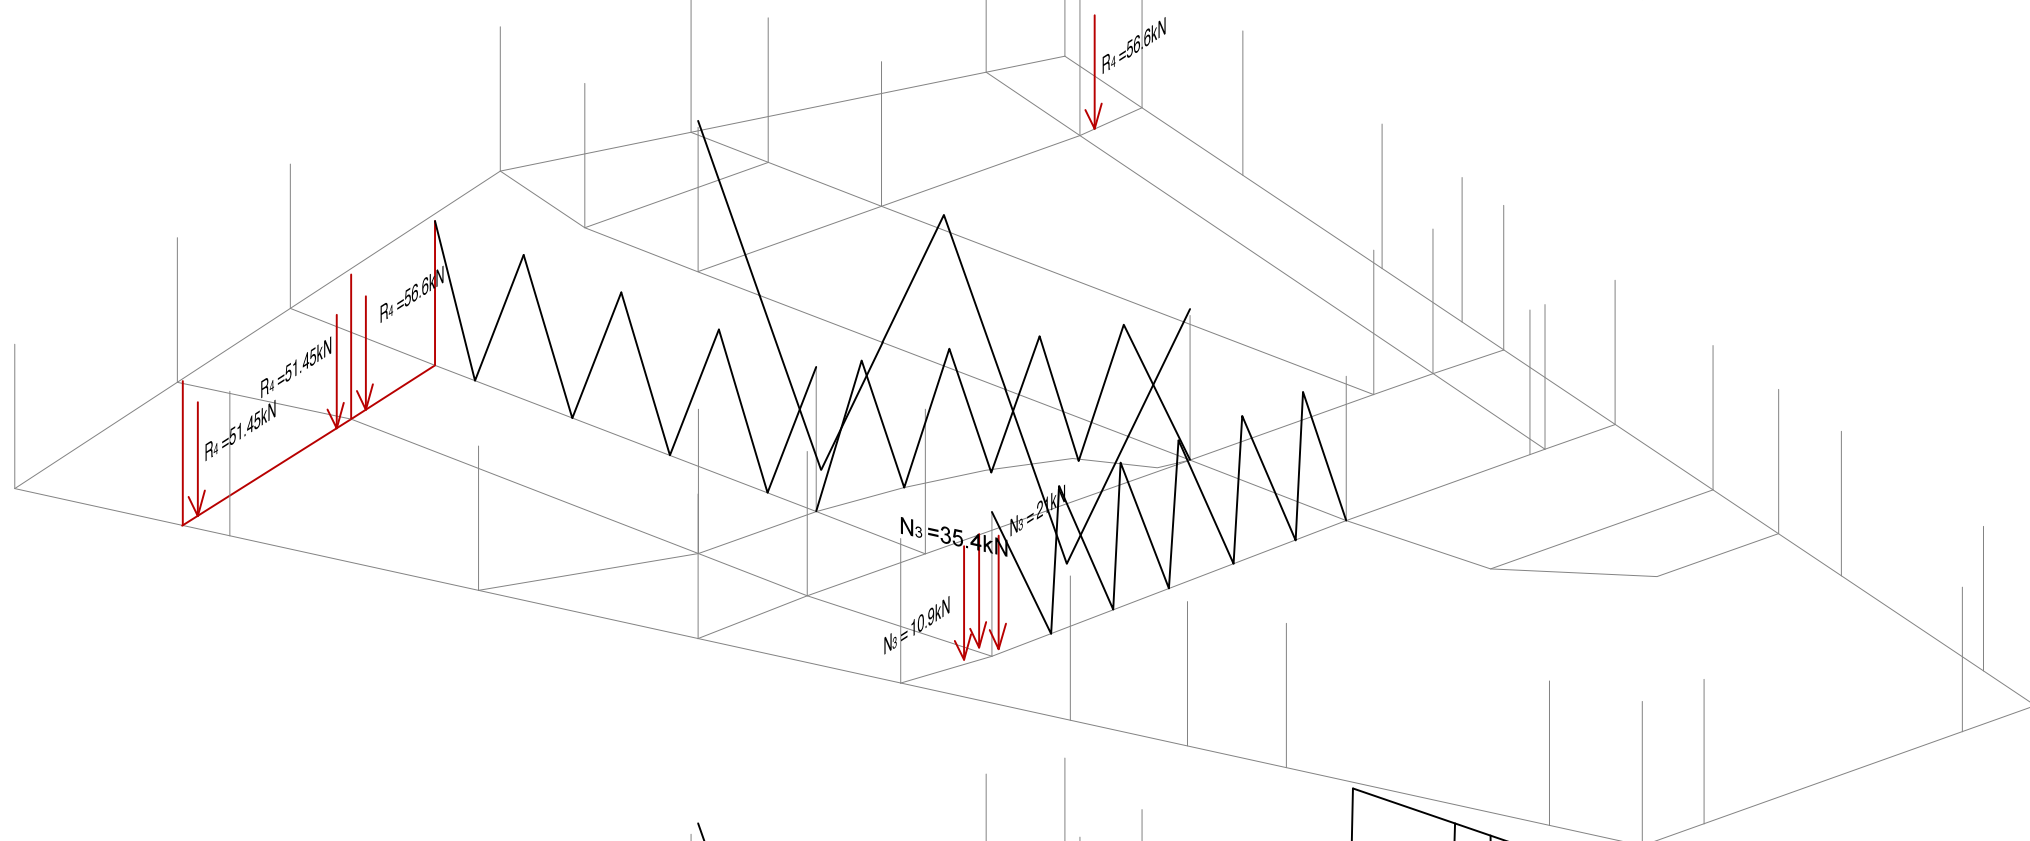 R4 =56.6kN
R4 =56.6kN
R4 =51.45kN
R4 =51.45kN
N3 =21kN
N3 =35.4kN
N3 =10.9kN